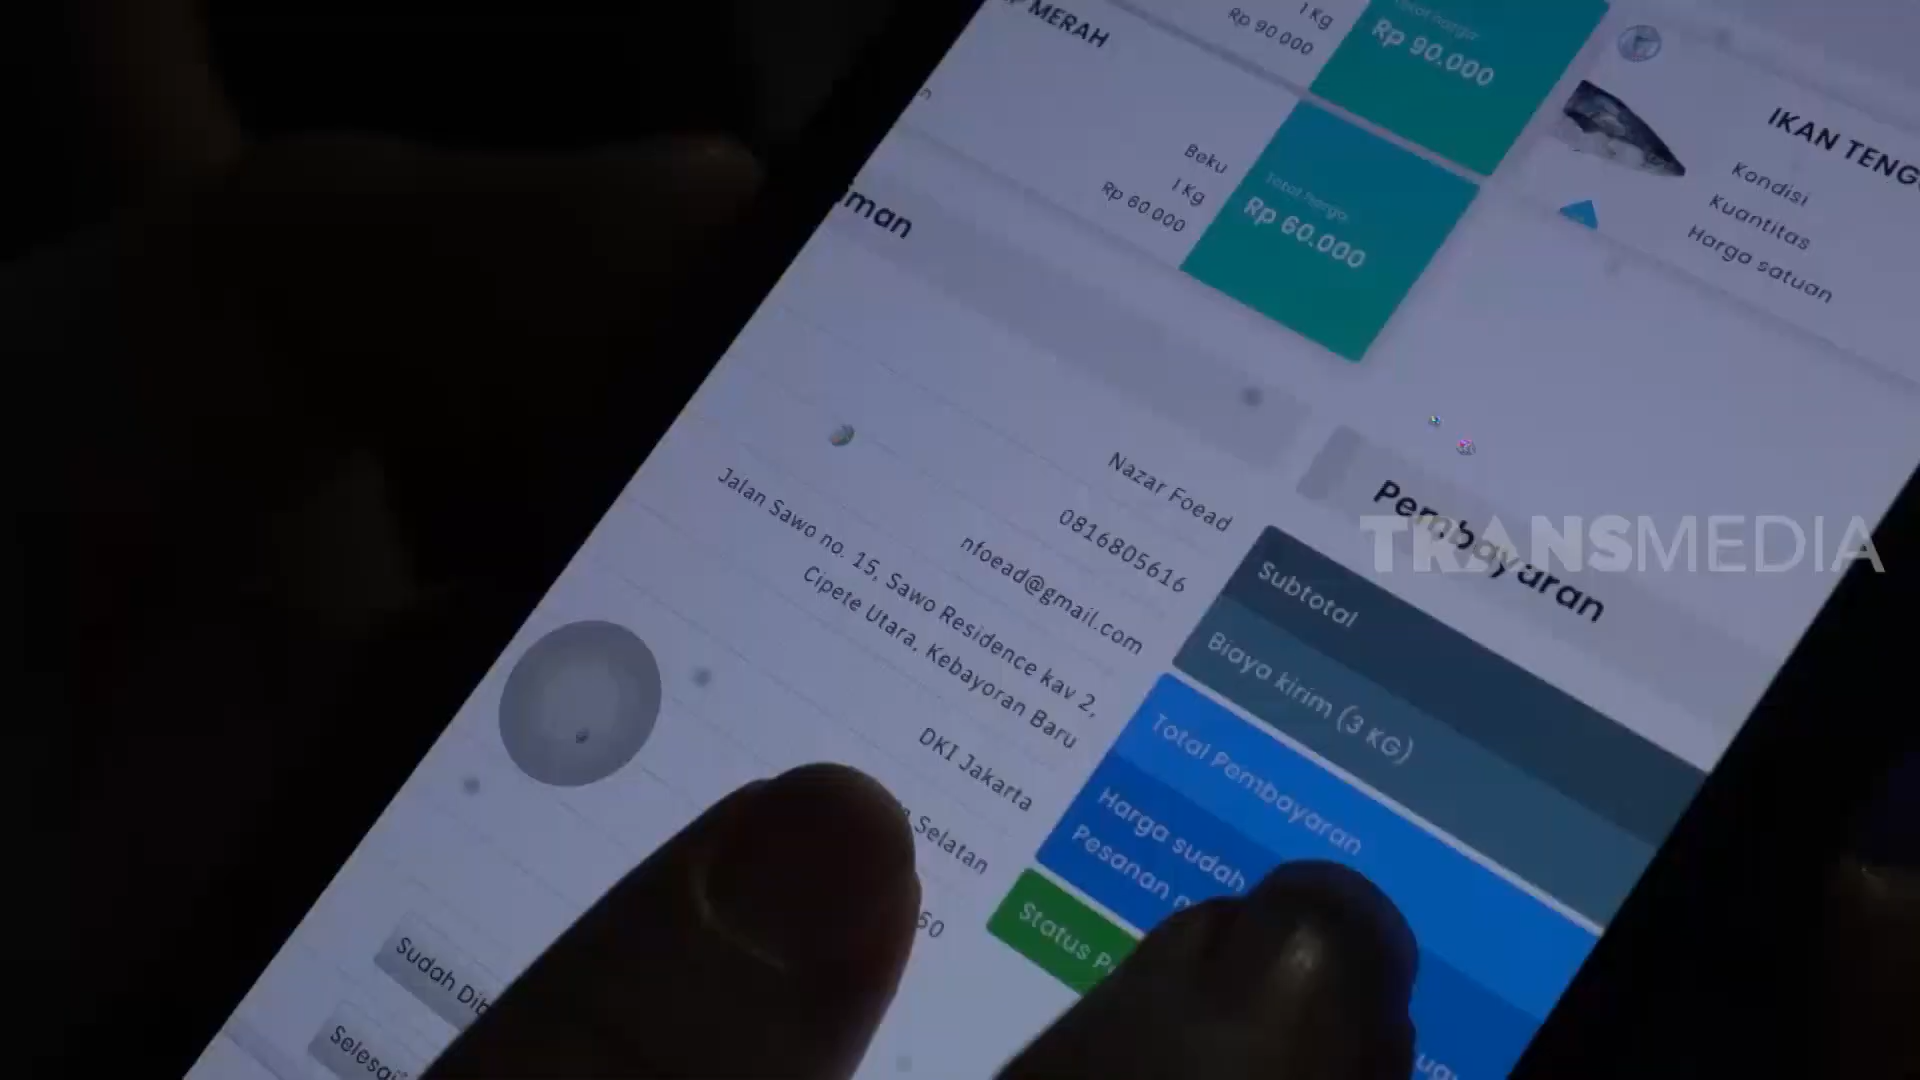 MERAH
1 Kg
Rp 90 000
Total harga
Rp 90.000
Beku
1 Kg
Rp 60 000
Total harga
Rp 60.000
IKAN TENG
Kondisi
Kuantitas
Harga satuan
Nazar Foead
0816805616
nfoead@gmail.com
Jalan Sawo no. 15, Sawo Residence kav 2,
Cipete Utara, Kebayoran Baru
DKI Jakarta
Selatan
50
Sudah Dib
Selesai
Pembayaran
Subtotal
Biaya kirim (3 KG)
Total Pembayaran
Harga sudah
Pesanan
Status
TRANSMEDIA